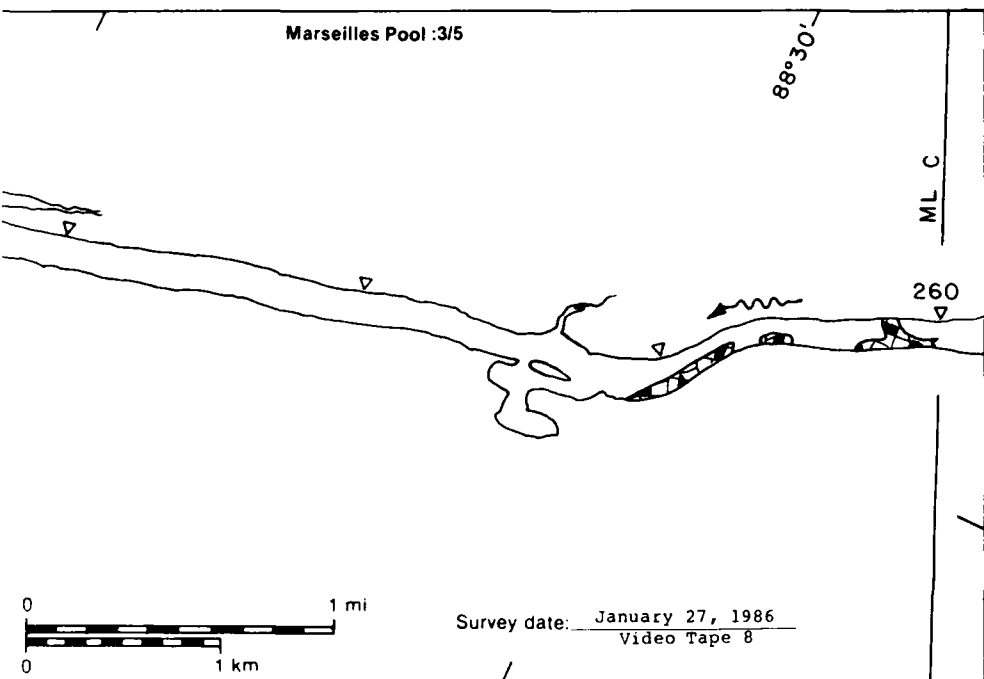 Marseilles Pool :3/5
88°30'
ML C
260
0 1 mi
0 1 km
Survey date: January 27, 1986
Video Tape 8